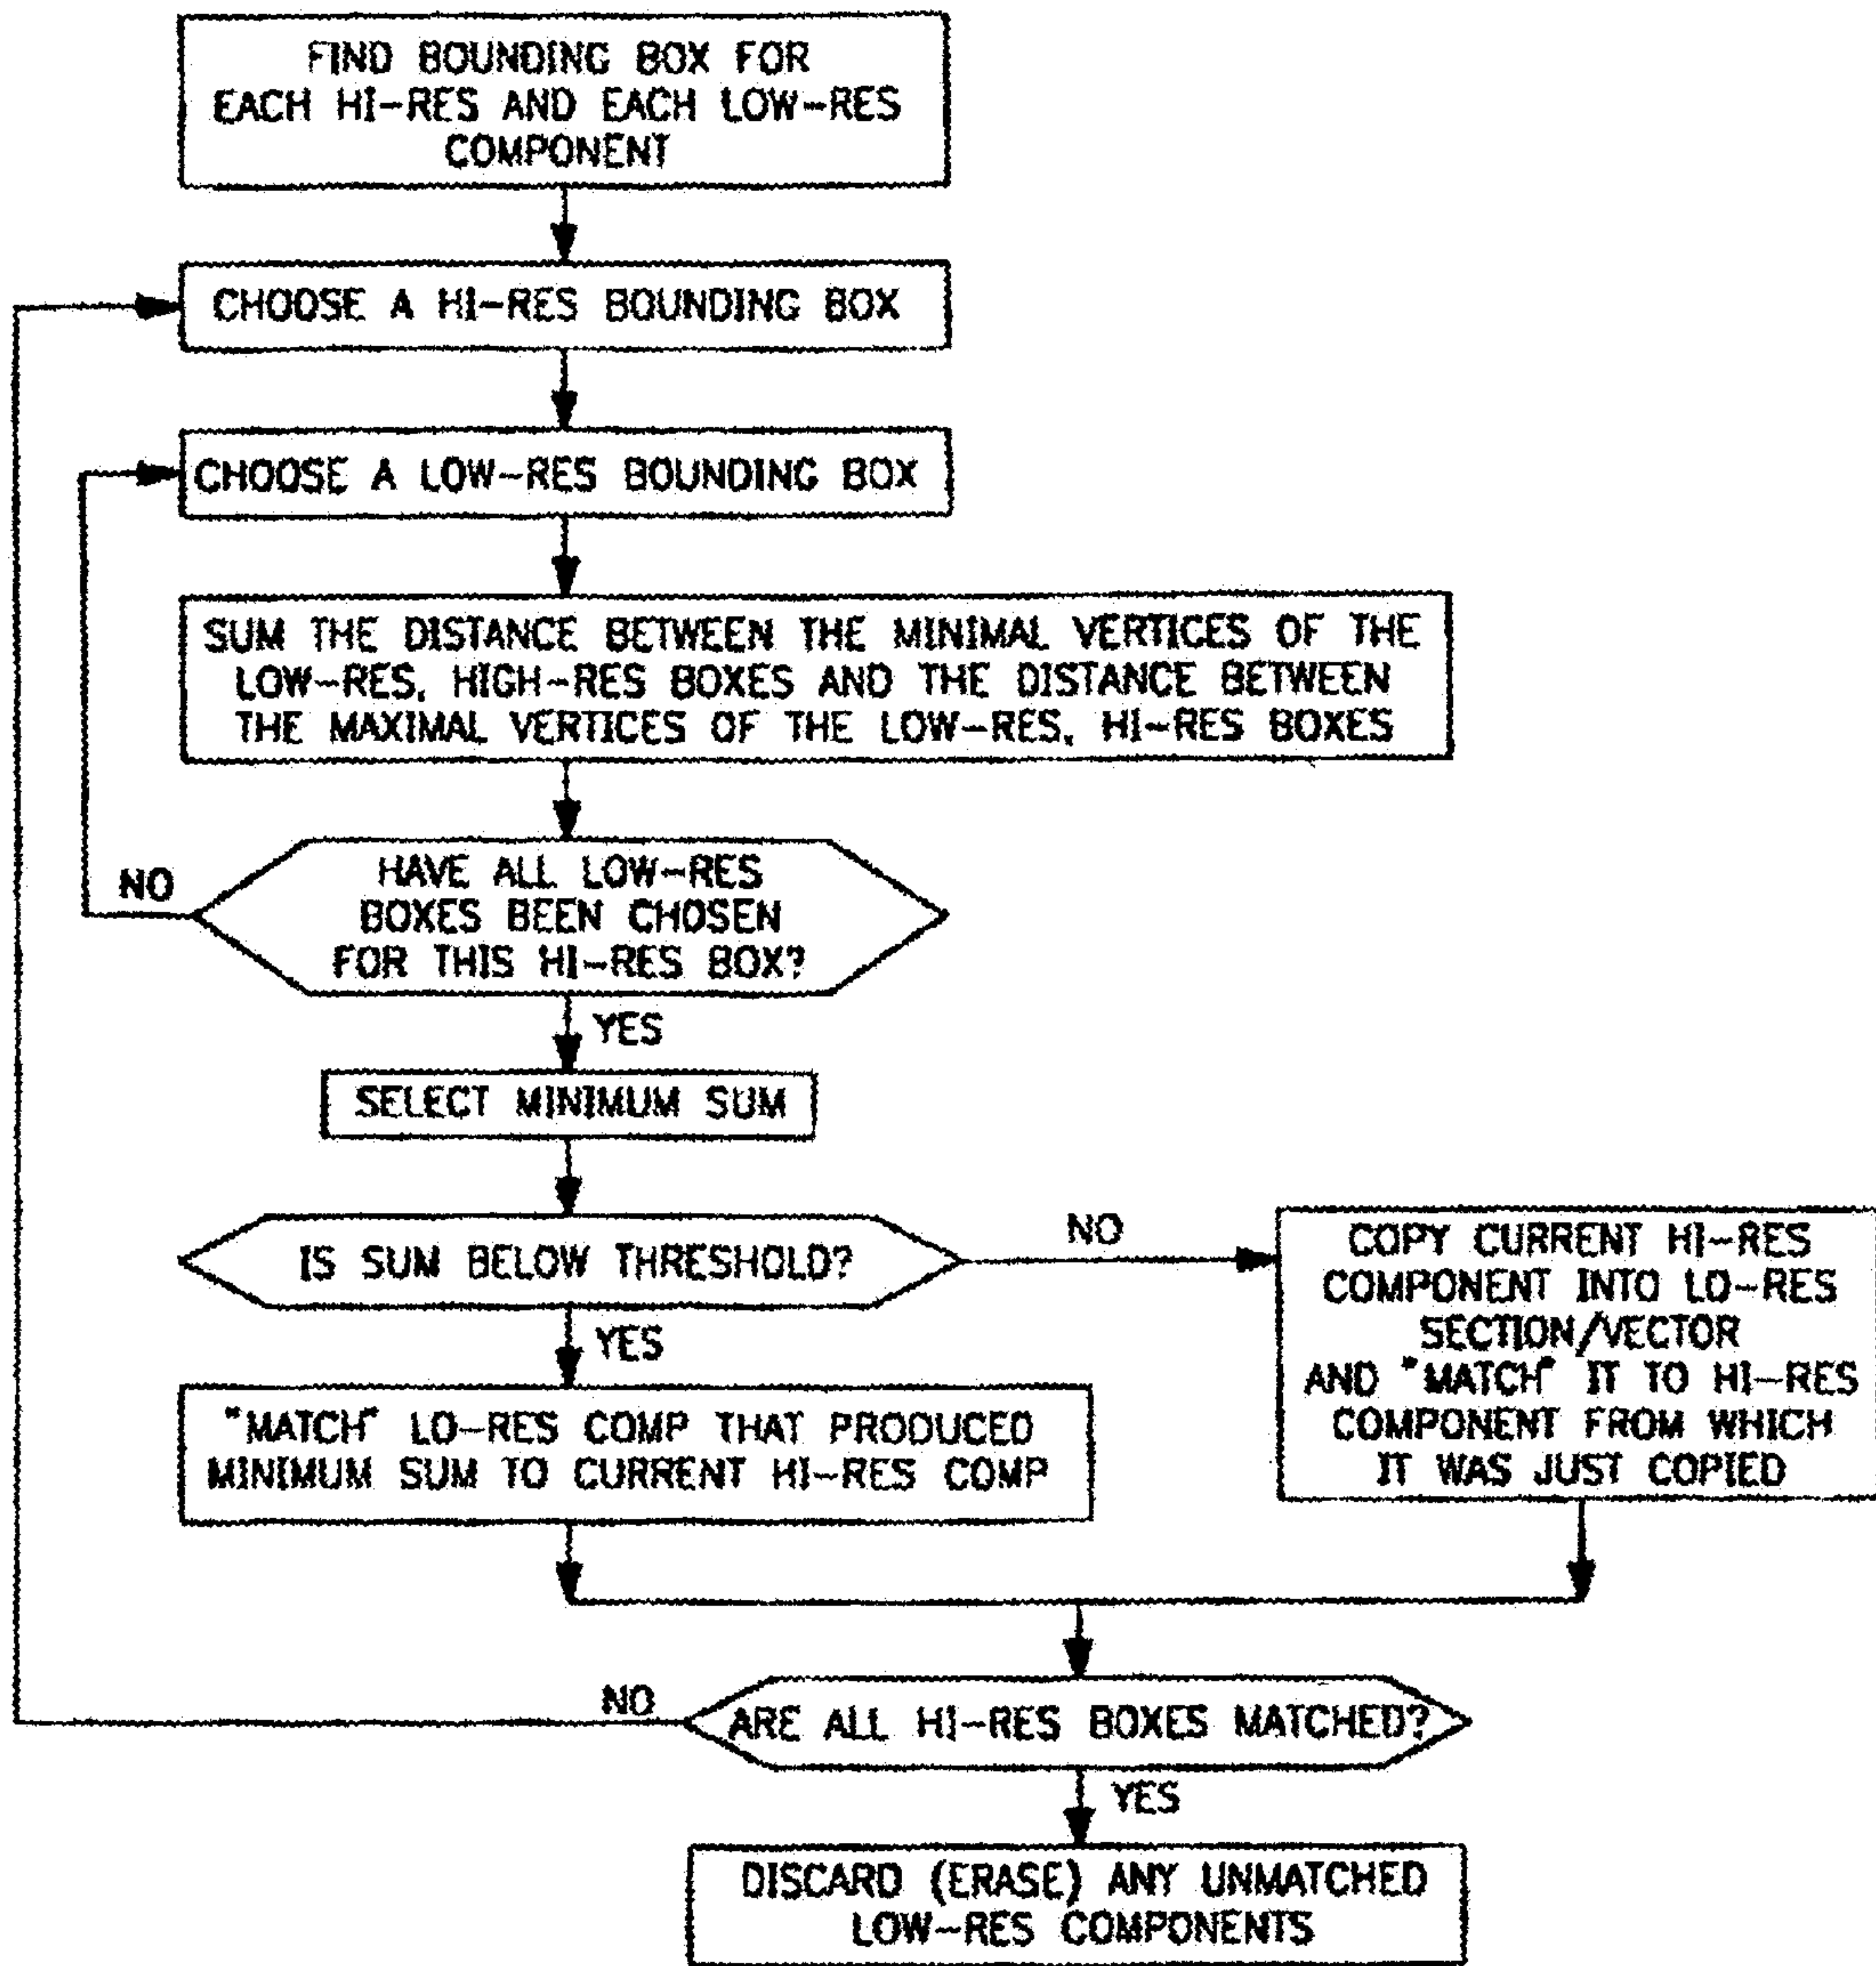 FIND BOUNDING BOX FOR
EACH HI-RES AND EACH LOW-RES
COMPONENT
CHOOSE A HI-RES BOUNDING BOX
CHOOSE A LOW-RES BOUNDING BOX
SUM THE DISTANCE BETWEEN THE MINIMAL VERTICES OF THE
LOW-RES, HIGH-RES BOXES AND THE DISTANCE BETWEEN
THE MAXIMAL VERTICES OF THE LOW-RES, HI-RES BOXES
HAVE ALL LOW-RES
BOXES BEEN CHOSEN
FOR THIS HI-RES BOX?
NO
YES
SELECT MINIMUM SUM
IS SUM BELOW THRESHOLD?
NO
YES
COPY CURRENT HI-RES
COMPONENT INTO LO-RES
SECTION/VECTOR
AND "MATCH" IT TO HI-RES
COMPONENT FROM WHICH
IT WAS JUST COPIED
"MATCH" LO-RES COMP THAT PRODUCED
MINIMUM SUM TO CURRENT HI-RES COMP
NO
ARE ALL HI-RES BOXES MATCHED?
YES
DISCARD (ERASE) ANY UNMATCHED
LOW-RES COMPONENTS